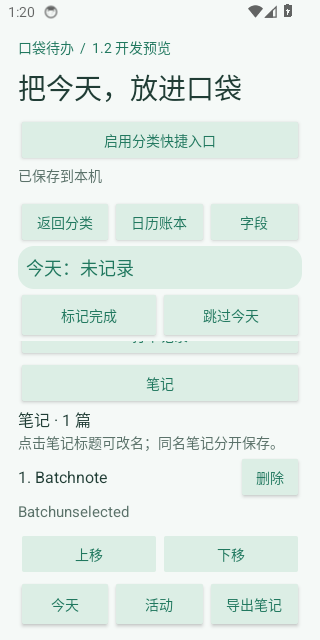 1:20
口袋待办 / 1.2 开发预览
把今天，放进口袋
启用分类快捷入口
已保存到本机
返回分类 日历账本 字段
今天：未记录
标记完成 跳过今天
笔记
笔记 · 1 篇
点击笔记标题可改名；同名笔记分开保存。
1. Batchnote 删除
Batchunselected
上移 下移
今天 活动 导出笔记